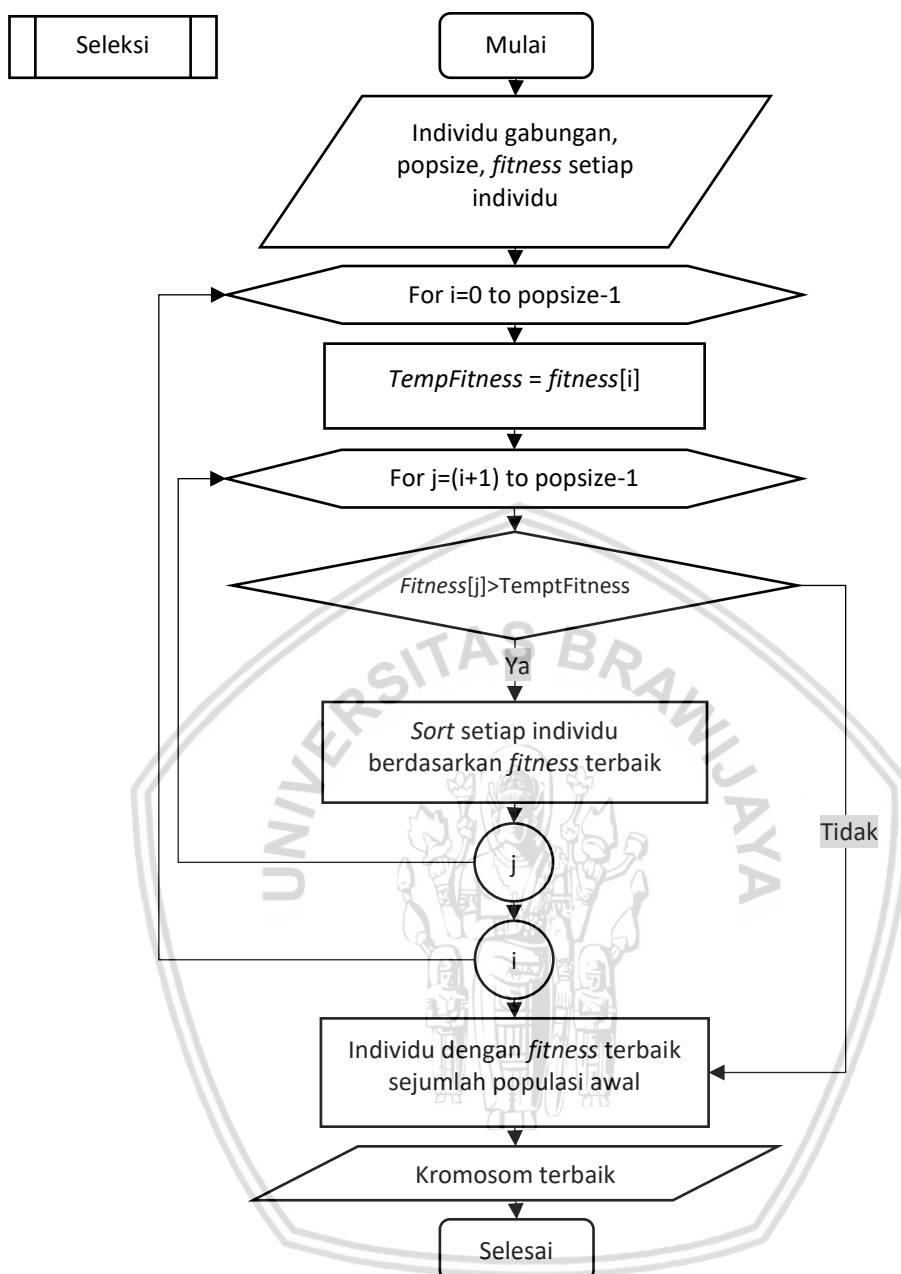 Seleksi
Mulai
Individu gabungan,
popsize, fitness setiap
individu
For i=0 to popsize-1
TempFitness = fitness[i]
For j=(i+1) to popsize-1
Fitness[j]>TemptFitness
Ya
Sort setiap individu
berdasarkan fitness terbaik
Tidak
j
i
Individu dengan fitness terbaik
sejumlah populasi awal
Kromosom terbaik
Selesai
UNIVERSITAS BRAWIJAYA